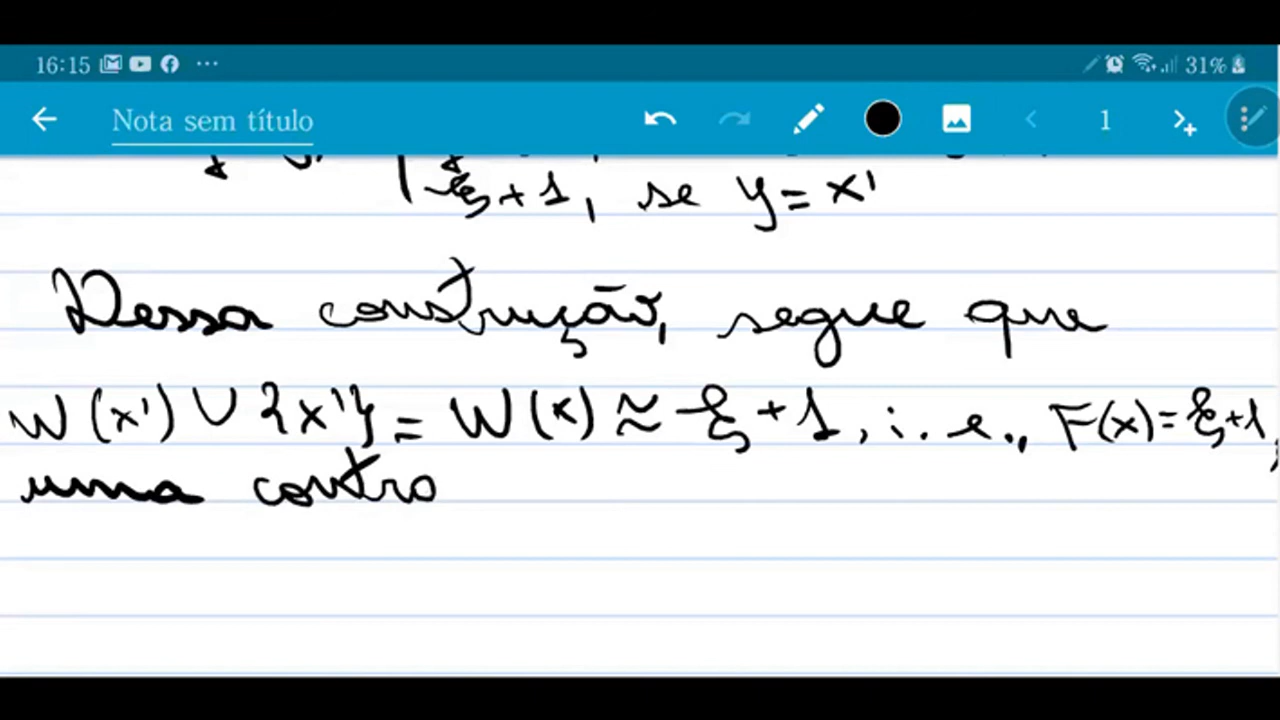 16:15 ... 31%
Nota sem título 1
ξ+1, se y = x'
Dessa construção, segue que
W(x') ∪ {x'} = W(x) ≈ ξ+1, i.e., F(x) = ξ+1,
uma contra